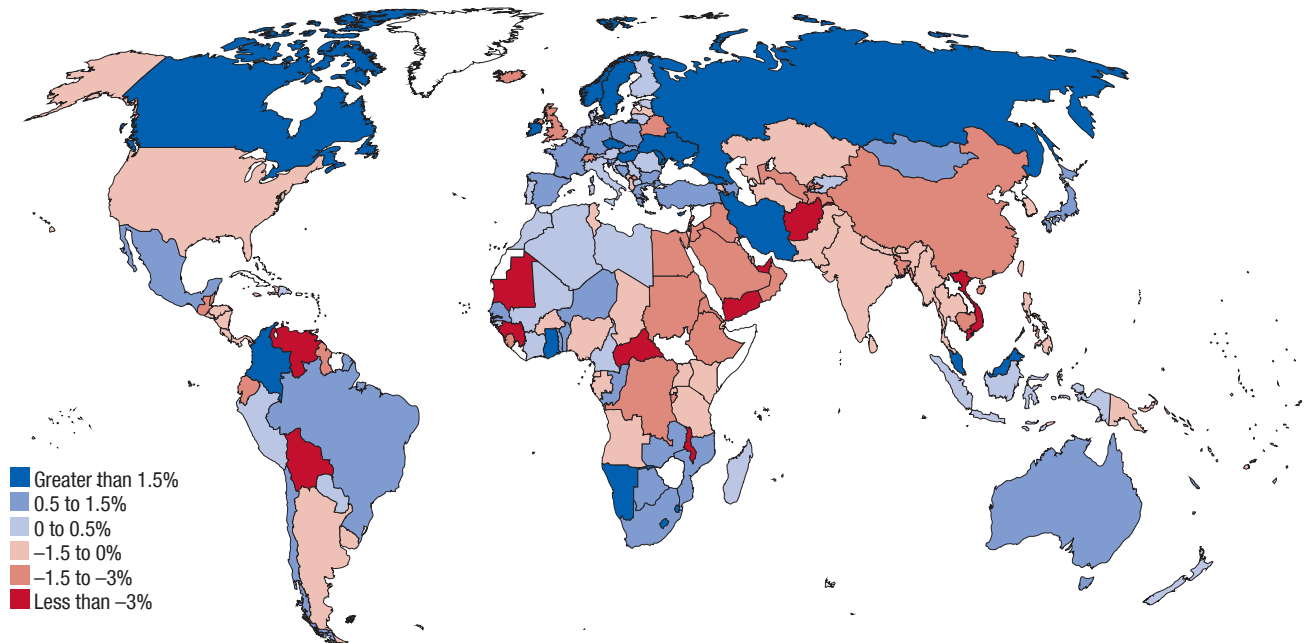 Greater than 1.5%
0.5 to 1.5%
0 to 0.5%
–1.5 to 0%
–1.5 to –3%
Less than –3%